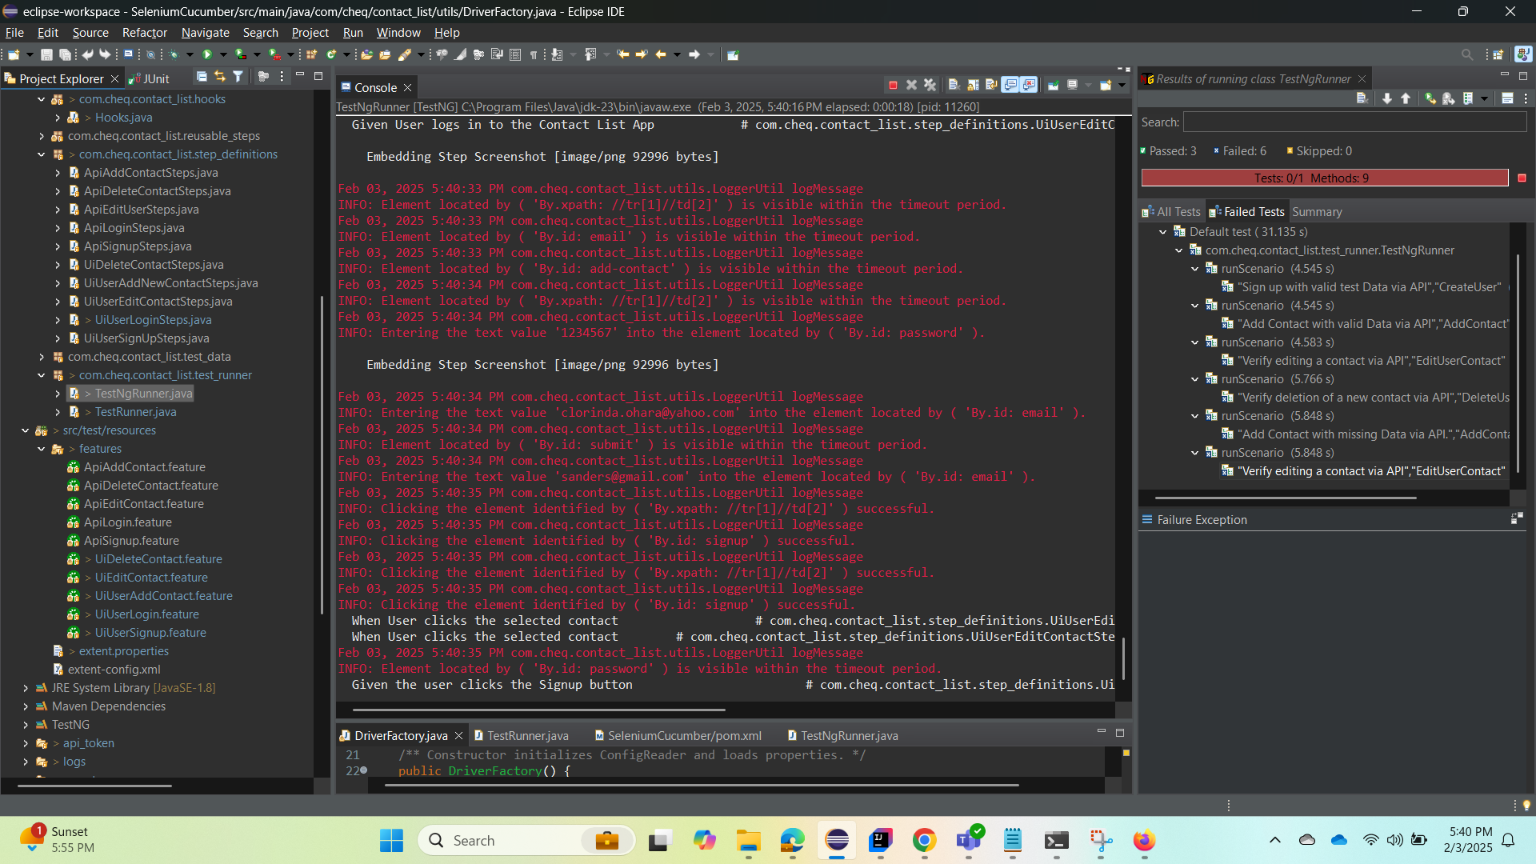 eclipse-workspace - SeleniumCucumber/src/main/java/com/cheq/contact_list/utils/DriverFactory.java - Eclipse IDE
File Edit Source Refactor Navigate Search Project Run Window Help
Project Explorer
JUnit
> com.cheq.contact_list.hooks
> Hooks.java
com.cheq.contact_list.reusable_steps
> com.cheq.contact_list.step_definitions
ApiAddContactSteps.java
ApiDeleteContactSteps.java
ApiEditUserSteps.java
ApiLoginSteps.java
ApiSignupSteps.java
UiDeleteContactSteps.java
UiUserAddNewContactSteps.java
UiUserEditContactSteps.java
> UiUserLoginSteps.java
UiUserSignUpSteps.java
com.cheq.contact_list.test_data
> com.cheq.contact_list.test_runner
> TestNgRunner.java
> TestRunner.java
> src/test/resources
> features
ApiAddContact.feature
ApiDeleteContact.feature
ApiEditContact.feature
ApiLogin.feature
ApiSignup.feature
> UiDeleteContact.feature
> UiEditContact.feature
> UiUserAddContact.feature
> UiUserLogin.feature
> UiUserSignup.feature
> extent.properties
extent-config.xml
JRE System Library [JavaSE-1.8]
Maven Dependencies
TestNG
> api_token
> logs
Console
TestNgRunner [TestNG] C:\Program Files\Java\jdk-23\bin\javaw.exe (Feb 3, 2025, 5:40:16 PM elapsed: 0:00:18) [pid: 11260]
Given User logs in to the Contact List App # com.cheq.contact_list.step_definitions.UiUserEditC
Embedding Step Screenshot [image/png 92996 bytes]
Feb 03, 2025 5:40:33 PM com.cheq.contact_list.utils.LoggerUtil logMessage
INFO: Element located by ( 'By.xpath: //tr[1]//td[2]' ) is visible within the timeout period.
Feb 03, 2025 5:40:33 PM com.cheq.contact_list.utils.LoggerUtil logMessage
INFO: Element located by ( 'By.id: email' ) is visible within the timeout period.
Feb 03, 2025 5:40:33 PM com.cheq.contact_list.utils.LoggerUtil logMessage
INFO: Element located by ( 'By.id: add-contact' ) is visible within the timeout period.
Feb 03, 2025 5:40:34 PM com.cheq.contact_list.utils.LoggerUtil logMessage
INFO: Element located by ( 'By.xpath: //tr[1]//td[2]' ) is visible within the timeout period.
Feb 03, 2025 5:40:34 PM com.cheq.contact_list.utils.LoggerUtil logMessage
INFO: Entering the text value '1234567' into the element located by ( 'By.id: password' ).
Embedding Step Screenshot [image/png 92996 bytes]
Feb 03, 2025 5:40:34 PM com.cheq.contact_list.utils.LoggerUtil logMessage
INFO: Entering the text value 'clorinda.ohara@yahoo.com' into the element located by ( 'By.id: email' ).
Feb 03, 2025 5:40:34 PM com.cheq.contact_list.utils.LoggerUtil logMessage
INFO: Element located by ( 'By.id: submit' ) is visible within the timeout period.
Feb 03, 2025 5:40:34 PM com.cheq.contact_list.utils.LoggerUtil logMessage
INFO: Entering the text value 'sanders@gmail.com' into the element located by ( 'By.id: email' ).
Feb 03, 2025 5:40:35 PM com.cheq.contact_list.utils.LoggerUtil logMessage
INFO: Clicking the element identified by ( 'By.xpath: //tr[1]//td[2]' ) successful.
Feb 03, 2025 5:40:35 PM com.cheq.contact_list.utils.LoggerUtil logMessage
INFO: Clicking the element identified by ( 'By.id: signup' ) successful.
Feb 03, 2025 5:40:35 PM com.cheq.contact_list.utils.LoggerUtil logMessage
INFO: Clicking the element identified by ( 'By.xpath: //tr[1]//td[2]' ) successful.
Feb 03, 2025 5:40:35 PM com.cheq.contact_list.utils.LoggerUtil logMessage
INFO: Clicking the element identified by ( 'By.id: signup' ) successful.
When User clicks the selected contact # com.cheq.contact_list.step_definitions.UiUserEdi
When User clicks the selected contact # com.cheq.contact_list.step_definitions.UiUserEditContactSte
Feb 03, 2025 5:40:35 PM com.cheq.contact_list.utils.LoggerUtil logMessage
INFO: Element located by ( 'By.id: password' ) is visible within the timeout period.
Given the user clicks the Signup button # com.cheq.contact_list.step_definitions.Ui
DriverFactory.java
TestRunner.java
SeleniumCucumber/pom.xml
TestNgRunner.java
21 /** Constructor initializes ConfigReader and loads properties. */
22 public DriverFactory() {
Results of running class TestNgRunner
Search:
Passed: 3 Failed: 6 Skipped: 0
Tests: 0/1 Methods: 9
All Tests Failed Tests Summary
Default test ( 31.135 s)
com.cheq.contact_list.test_runner.TestNgRunner
runScenario (4.545 s)
"Sign up with valid test Data via API","CreateUser"
runScenario (4.545 s)
"Add Contact with valid Data via API","AddContact"
runScenario (4.583 s)
"Verify editing a contact via API","EditUserContact"
runScenario (5.766 s)
"Verify deletion of a new contact via API","DeleteUs
runScenario (5.848 s)
"Add Contact with missing Data via API.","AddConta
runScenario (5.848 s)
"Verify editing a contact via API","EditUserContact"
Failure Exception
1
Sunset
5:55 PM
Search
5:40 PM
2/3/2025